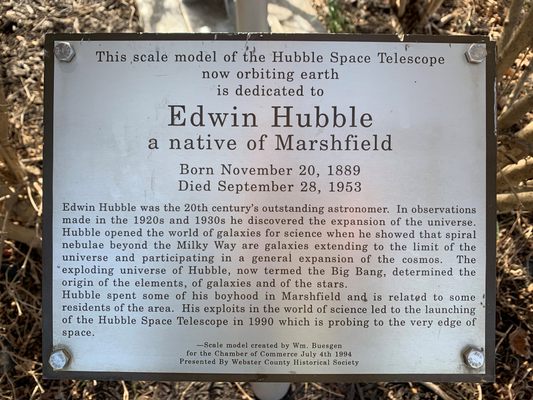 This scale model of the Hubble Space Telescope
now orbiting earth
is dedicated to
Edwin Hubble
a native of Marshfield
Born November 20, 1889
Died September 28, 1953
Edwin Hubble was the 20th century's outstanding astronomer. In observations
made in the 1920s and 1930s he discovered the expansion of the universe.
Hubble opened the world of galaxies for science when he showed that spiral
nebulae beyond the Milky Way are galaxies extending to the limit of the
universe and participating in a general expansion of the cosmos. The
exploding universe of Hubble, now termed the Big Bang, determined the
origin of the elements, of galaxies and of the stars.
Hubble spent some of his boyhood in Marshfield and is related to some
residents of the area. His exploits in the world of science led to the launching
of the Hubble Space Telescope in 1990 which is probing to the very edge of
space.
—Scale model created by Wm. Buesgen
for the Chamber of Commerce July 4th 1994
Presented By Webster County Historical Society